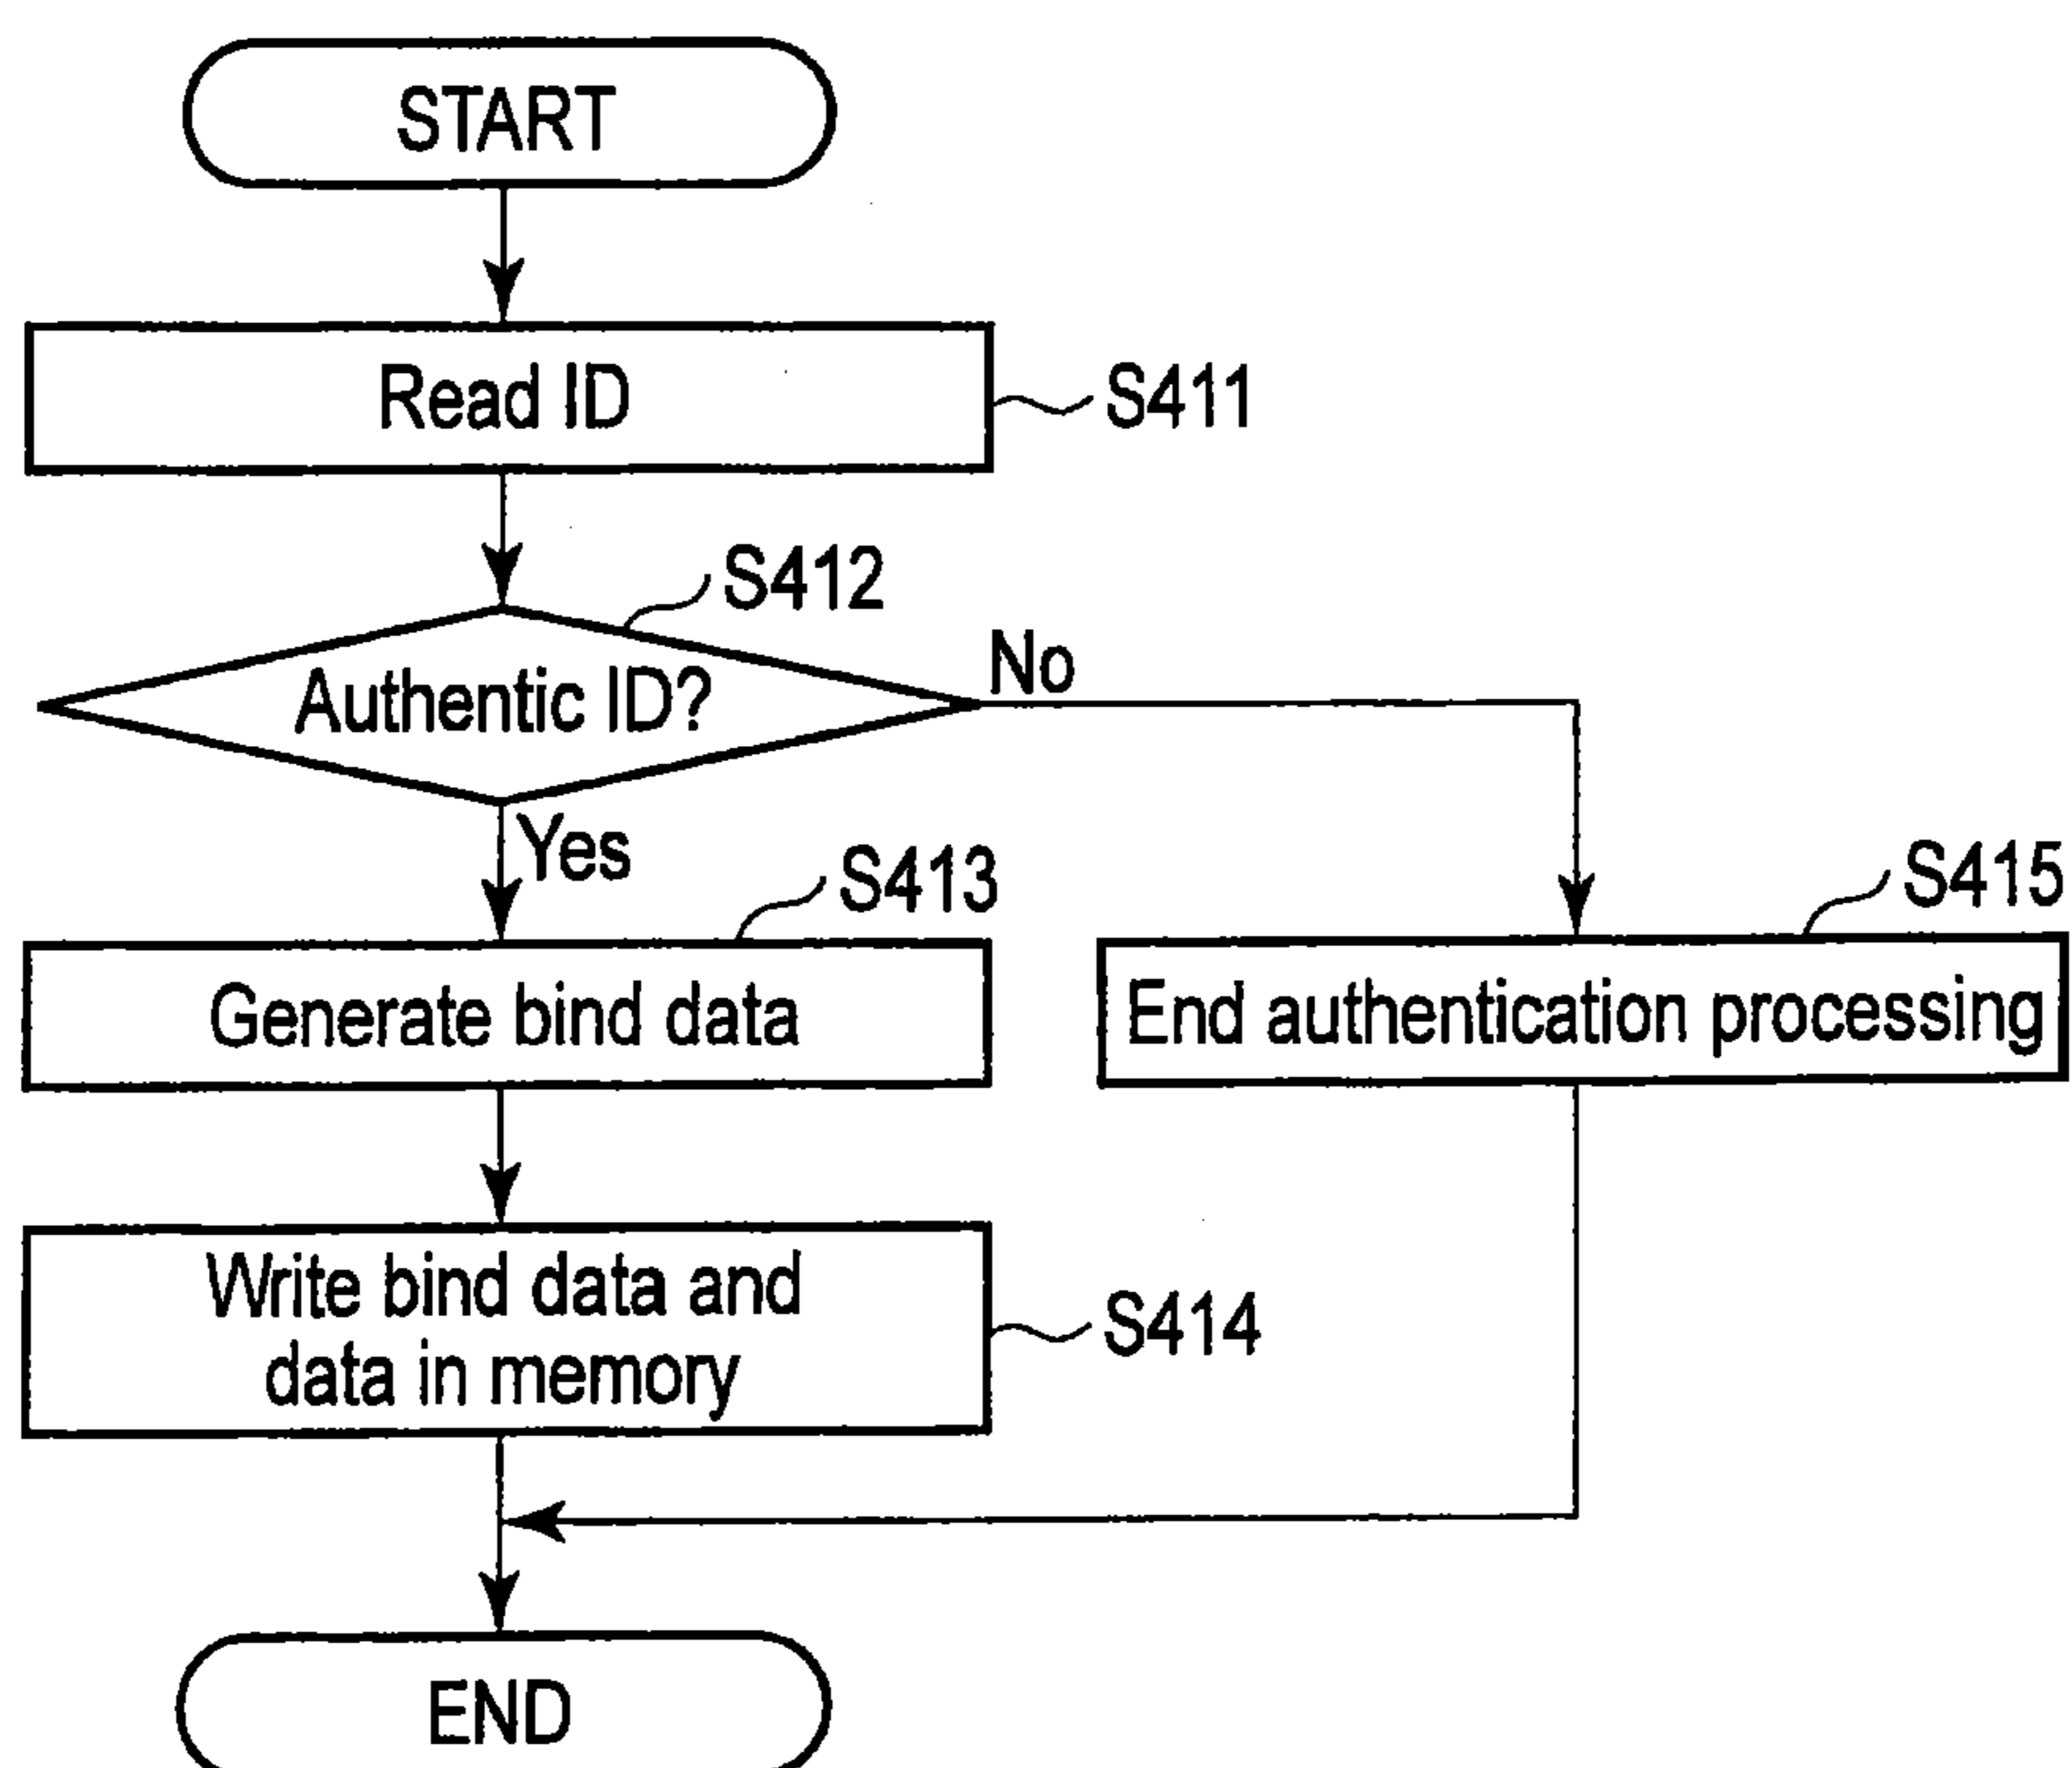 START
Read ID
S411
S412
Authentic ID?
No
Yes
S413
S415
Generate bind data
End authentication processing
Write bind data and
data in memory
S414
END